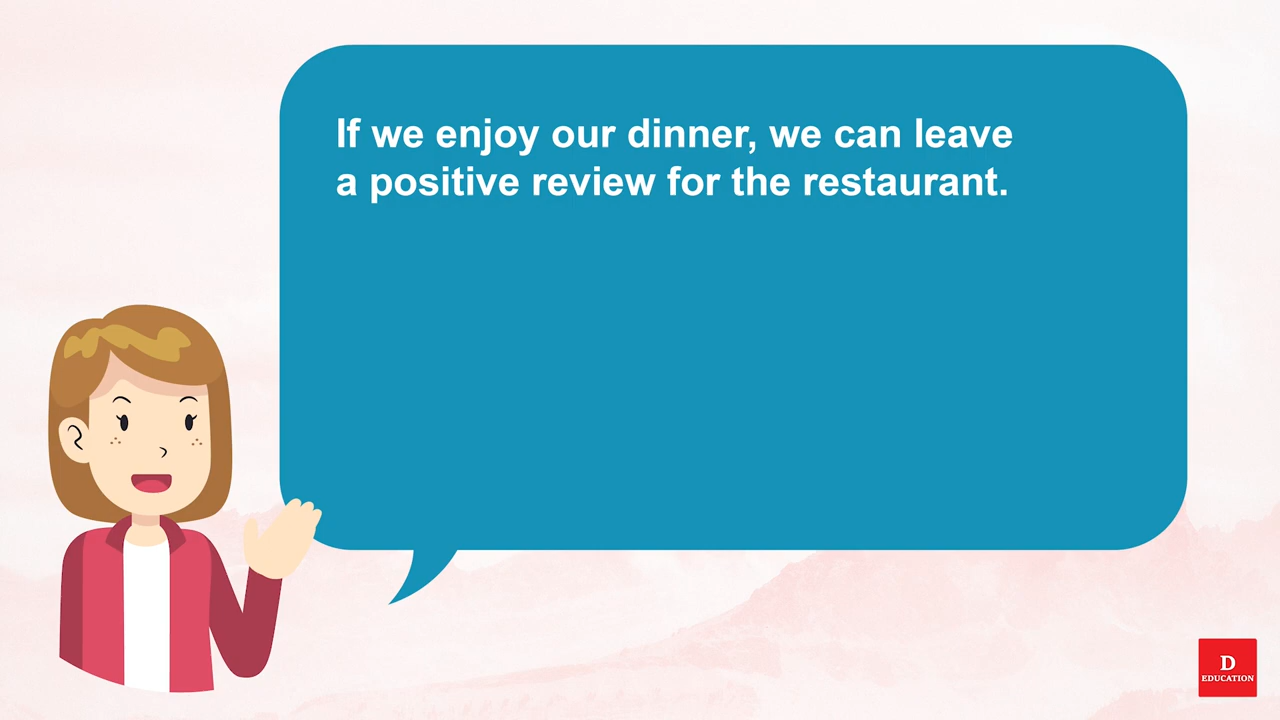 If we enjoy our dinner, we can leave
a positive review for the restaurant.
D
EDUCATION